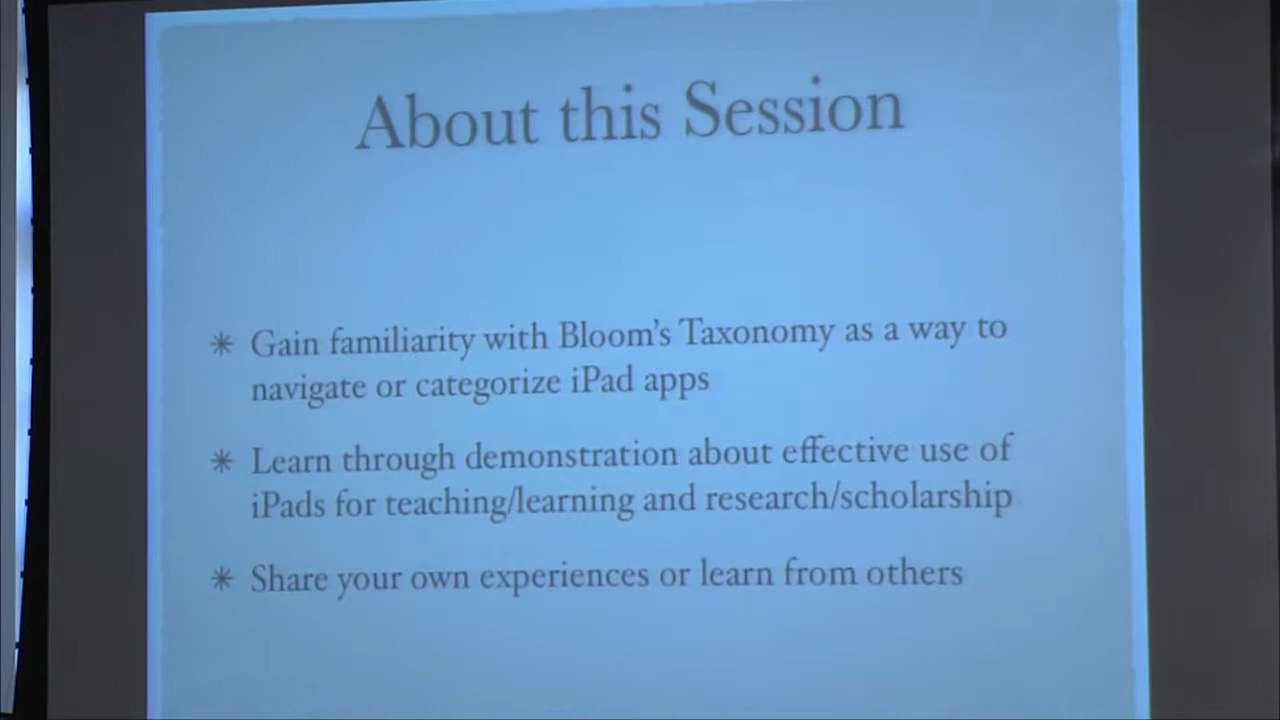 About this Session
✳ Gain familiarity with Bloom's Taxonomy as a way to
navigate or categorize iPad apps
✳ Learn through demonstration about effective use of
iPads for teaching/learning and research/scholarship
✳ Share your own experiences or learn from others